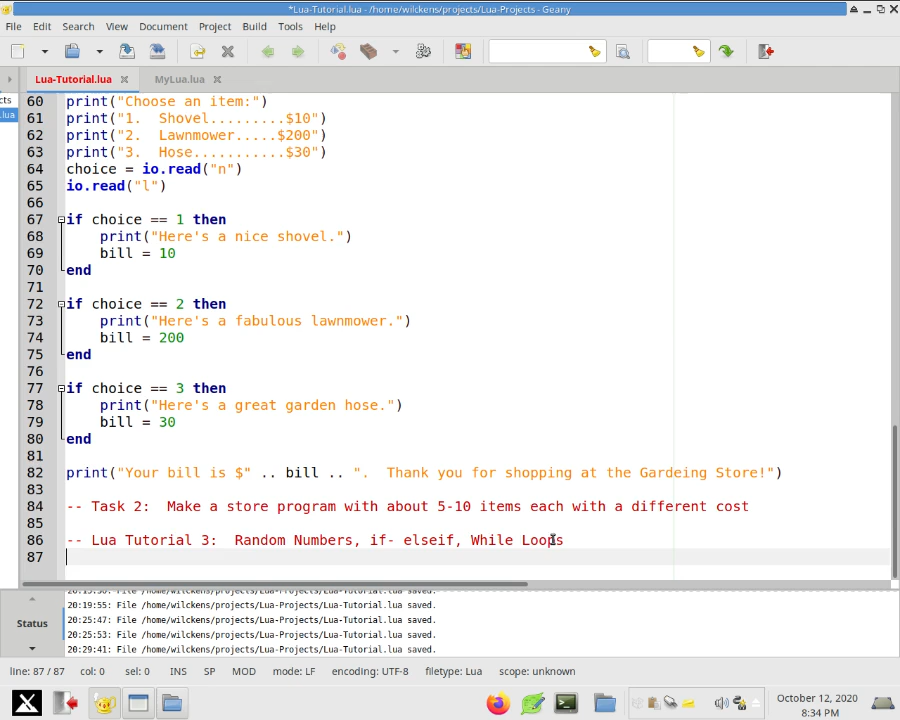 *Lua-Tutorial.lua - /home/wilckens/projects/Lua-Projects - Geany
File Edit Search View Document Project Build Tools Help
Lua-Tutorial.lua MyLua.lua
cts
.lua
60 print("Choose an item:")
61 print("1.  Shovel.........$10")
62 print("2.  Lawnmower.....$200")
63 print("3.  Hose...........$30")
64 choice = io.read("n")
65 io.read("l")
66
67 if choice == 1 then
68     print("Here's a nice shovel.")
69     bill = 10
70 end
71
72 if choice == 2 then
73     print("Here's a fabulous lawnmower.")
74     bill = 200
75 end
76
77 if choice == 3 then
78     print("Here's a great garden hose.")
79     bill = 30
80 end
81
82 print("Your bill is $" .. bill .. ".  Thank you for shopping at the Gardeing Store!")
83
84 -- Task 2:  Make a store program with about 5-10 items each with a different cost
85
86 -- Lua Tutorial 3:  Random Numbers, if- elseif, While Loops
87
Status
20:19:55: File /home/wilckens/projects/Lua-Projects/Lua-Tutorial.lua saved.
20:25:47: File /home/wilckens/projects/Lua-Projects/Lua-Tutorial.lua saved.
20:25:53: File /home/wilckens/projects/Lua-Projects/Lua-Tutorial.lua saved.
20:29:41: File /home/wilckens/projects/Lua-Projects/Lua-Tutorial.lua saved.
line: 87 / 87 col: 0 sel: 0 INS SP MOD mode: LF encoding: UTF-8 filetype: Lua scope: unknown
October 12, 2020
8:34 PM